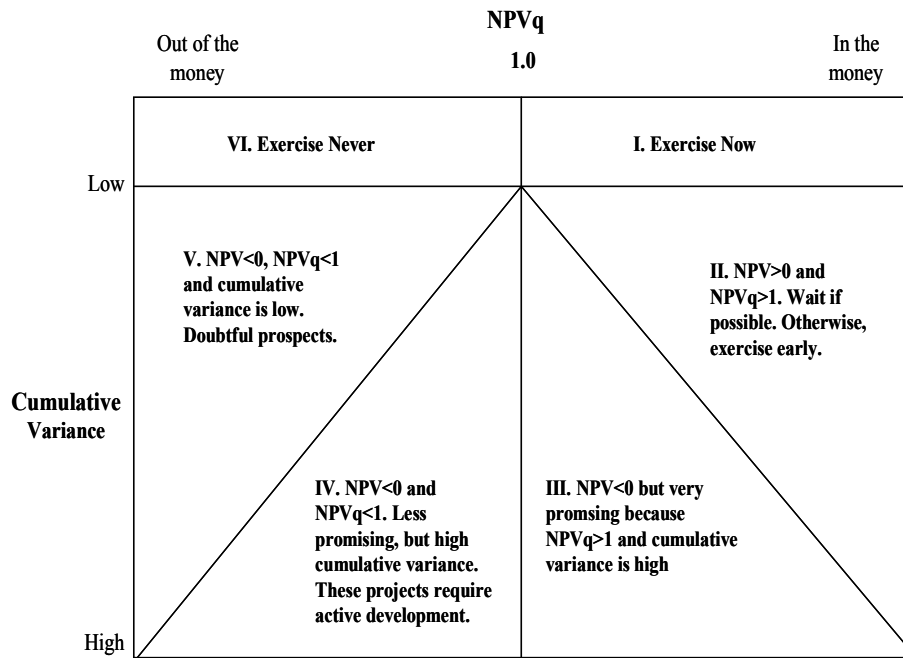 NPVq
Out of the
money
1.0
In the
money
VI. Exercise Never
I. Exercise Now
Low
V. NPV<0, NPVq<1
and cumulative
variance is low.
Doubtful prospects.
II. NPV>0 and
NPVq>1. Wait if
possible. Otherwise,
exercise early.
Cumulative
Variance
IV. NPV<0 and
NPVq<1. Less
promising, but high
cumulative variance.
These projects require
active development.
III. NPV<0 but very
promsing because
NPVq>1 and cumulative
variance is high
High